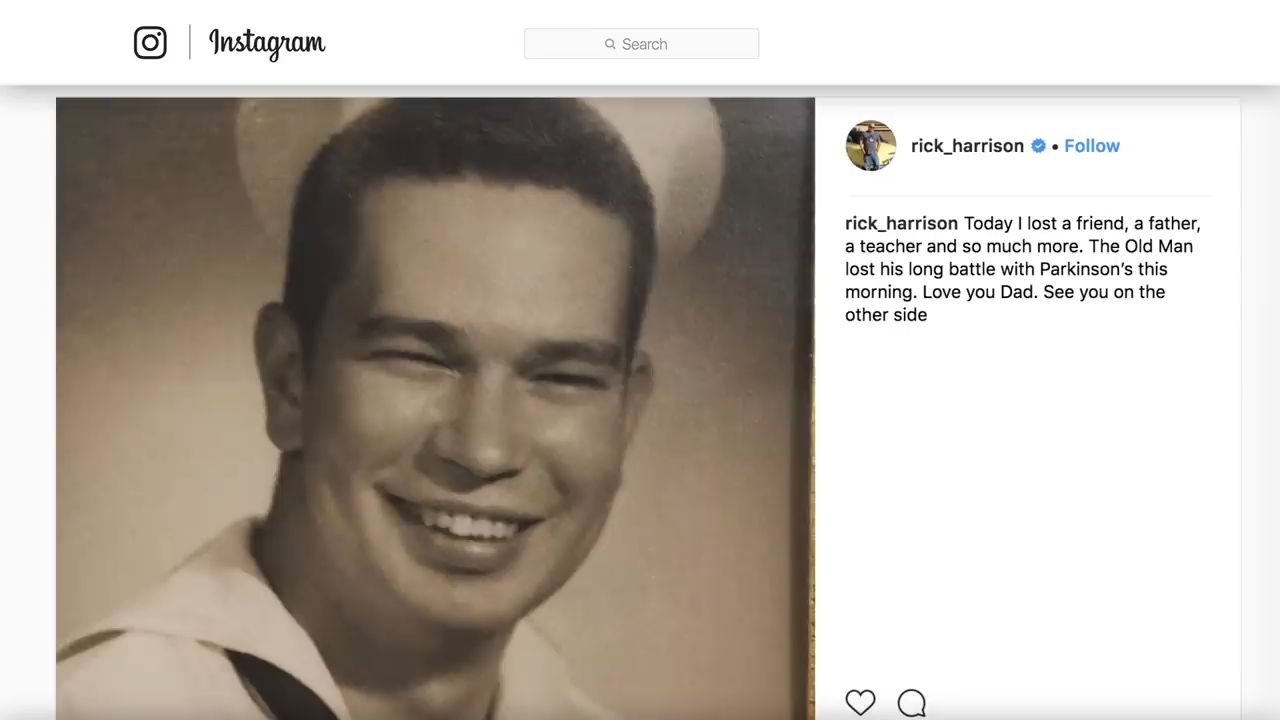 Instagram
Search
rick_harrison • Follow
rick_harrison Today I lost a friend, a father,
a teacher and so much more. The Old Man
lost his long battle with Parkinson’s this
morning. Love you Dad. See you on the
other side